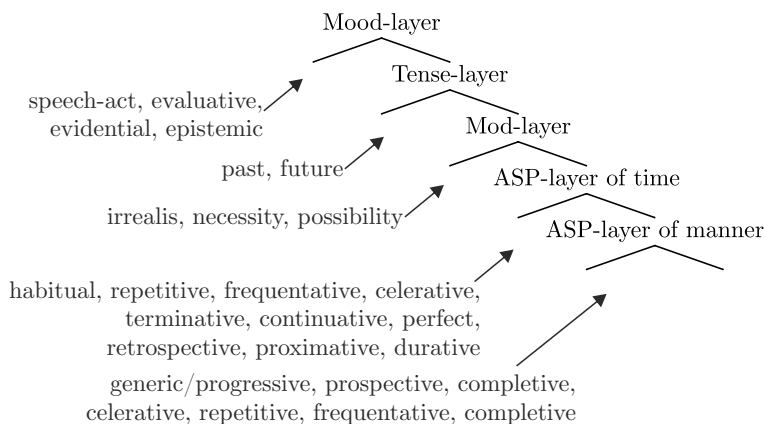 Mood-layer
Tense-layer
speech-act, evaluative,
evidential, epistemic
Mod-layer
past, future
ASP-layer of time
irrealis, necessity, possibility
ASP-layer of manner
habitual, repetitive, frequentative, celerative,
terminative, continuative, perfect,
retrospective, proximative, durative
generic/progressive, prospective, completive,
celerative, repetitive, frequentative, completive